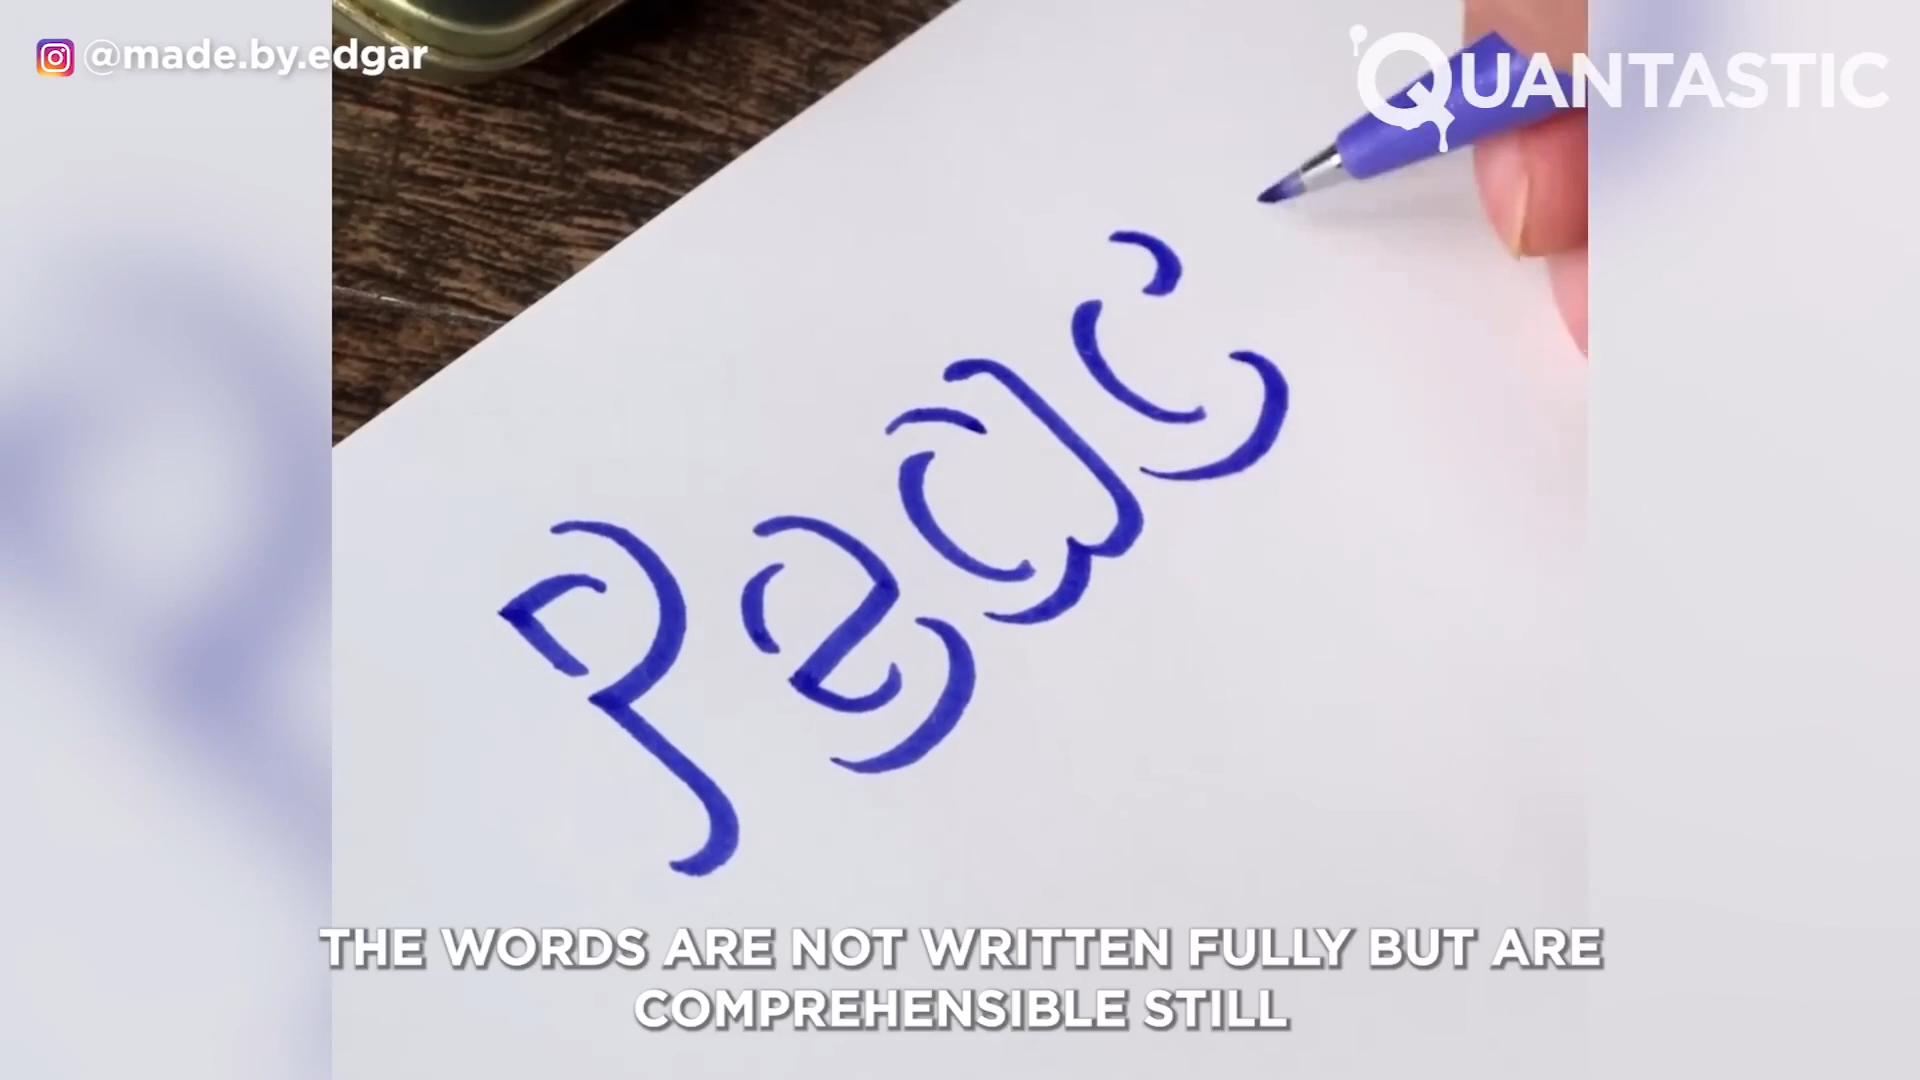 @made.by.edgar
QUANTASTIC
Peac
THE WORDS ARE NOT WRITTEN FULLY BUT ARE
COMPREHENSIBLE STILL